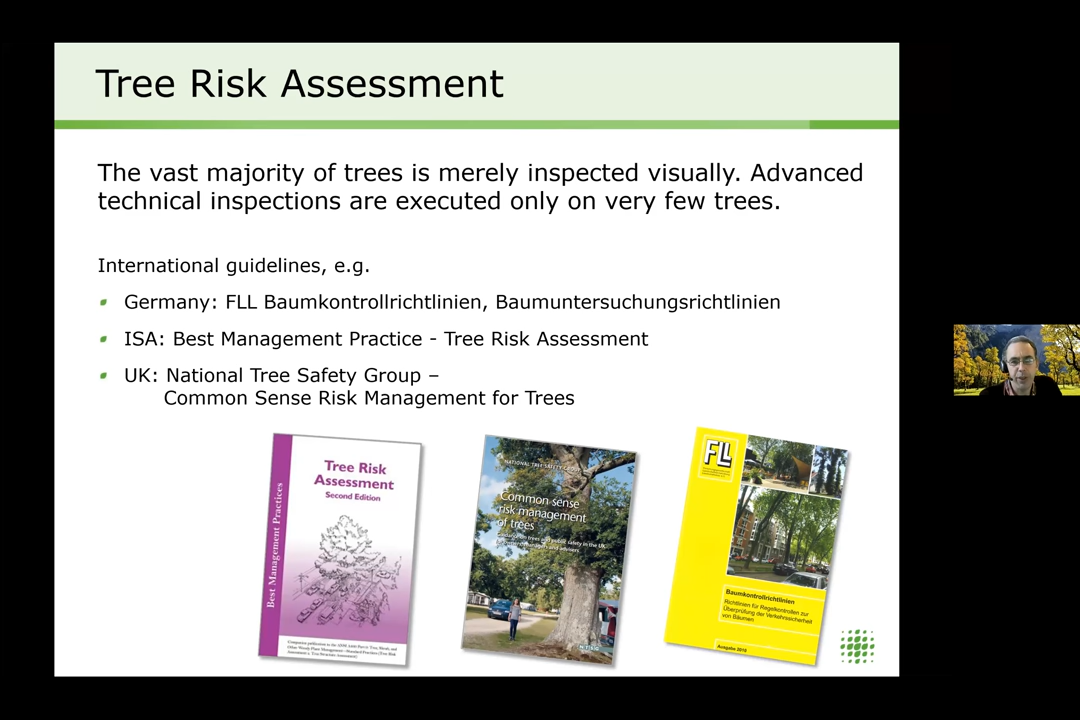 Tree Risk Assessment
The vast majority of trees is merely inspected visually. Advanced
technical inspections are executed only on very few trees.
International guidelines, e.g.
Germany: FLL Baumkontrollrichtlinien, Baumuntersuchungsrichtlinien
ISA: Best Management Practice - Tree Risk Assessment
UK: National Tree Safety Group –
Common Sense Risk Management for Trees
Best Management Practices
Tree Risk
Assessment
Second Edition
NATIONAL TREE SAFETY GROUP
Common sense
risk management
of trees
FLL
Baumkontrollrichtlinien
Richtlinien für Regelkontrollen zur
Überprüfung der Verkehrssicherheit
von Bäumen
Ausgabe 2010